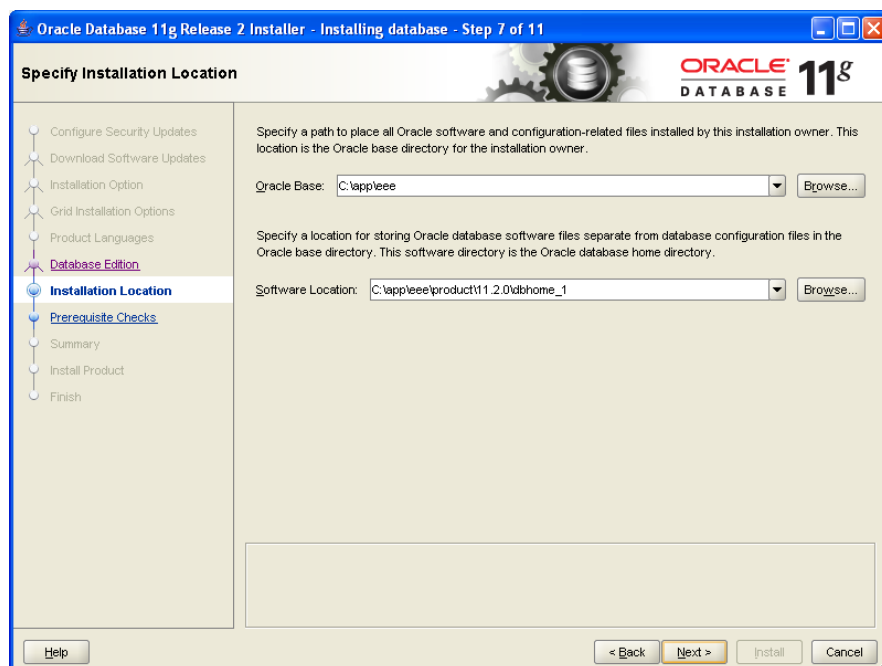 Oracle Database 11g Release 2 Installer - Installing database - Step 7 of 11
Specify Installation Location
ORACLE
DATABASE
11g
Configure Security Updates
Download Software Updates
Installation Option
Grid Installation Options
Product Languages
Database Edition
Installation Location
Prerequisite Checks
Summary
Install Product
Finish
Specify a path to place all Oracle software and configuration-related files installed by this installation owner. This
location is the Oracle base directory for the installation owner.
Oracle Base: C:\app\eee Browse...
Specify a location for storing Oracle database software files separate from database configuration files in the
Oracle base directory. This software directory is the Oracle database home directory.
Software Location: C:\app\eee\product\11.2.0\dbhome_1 Browse...
Help < Back Next > Install Cancel